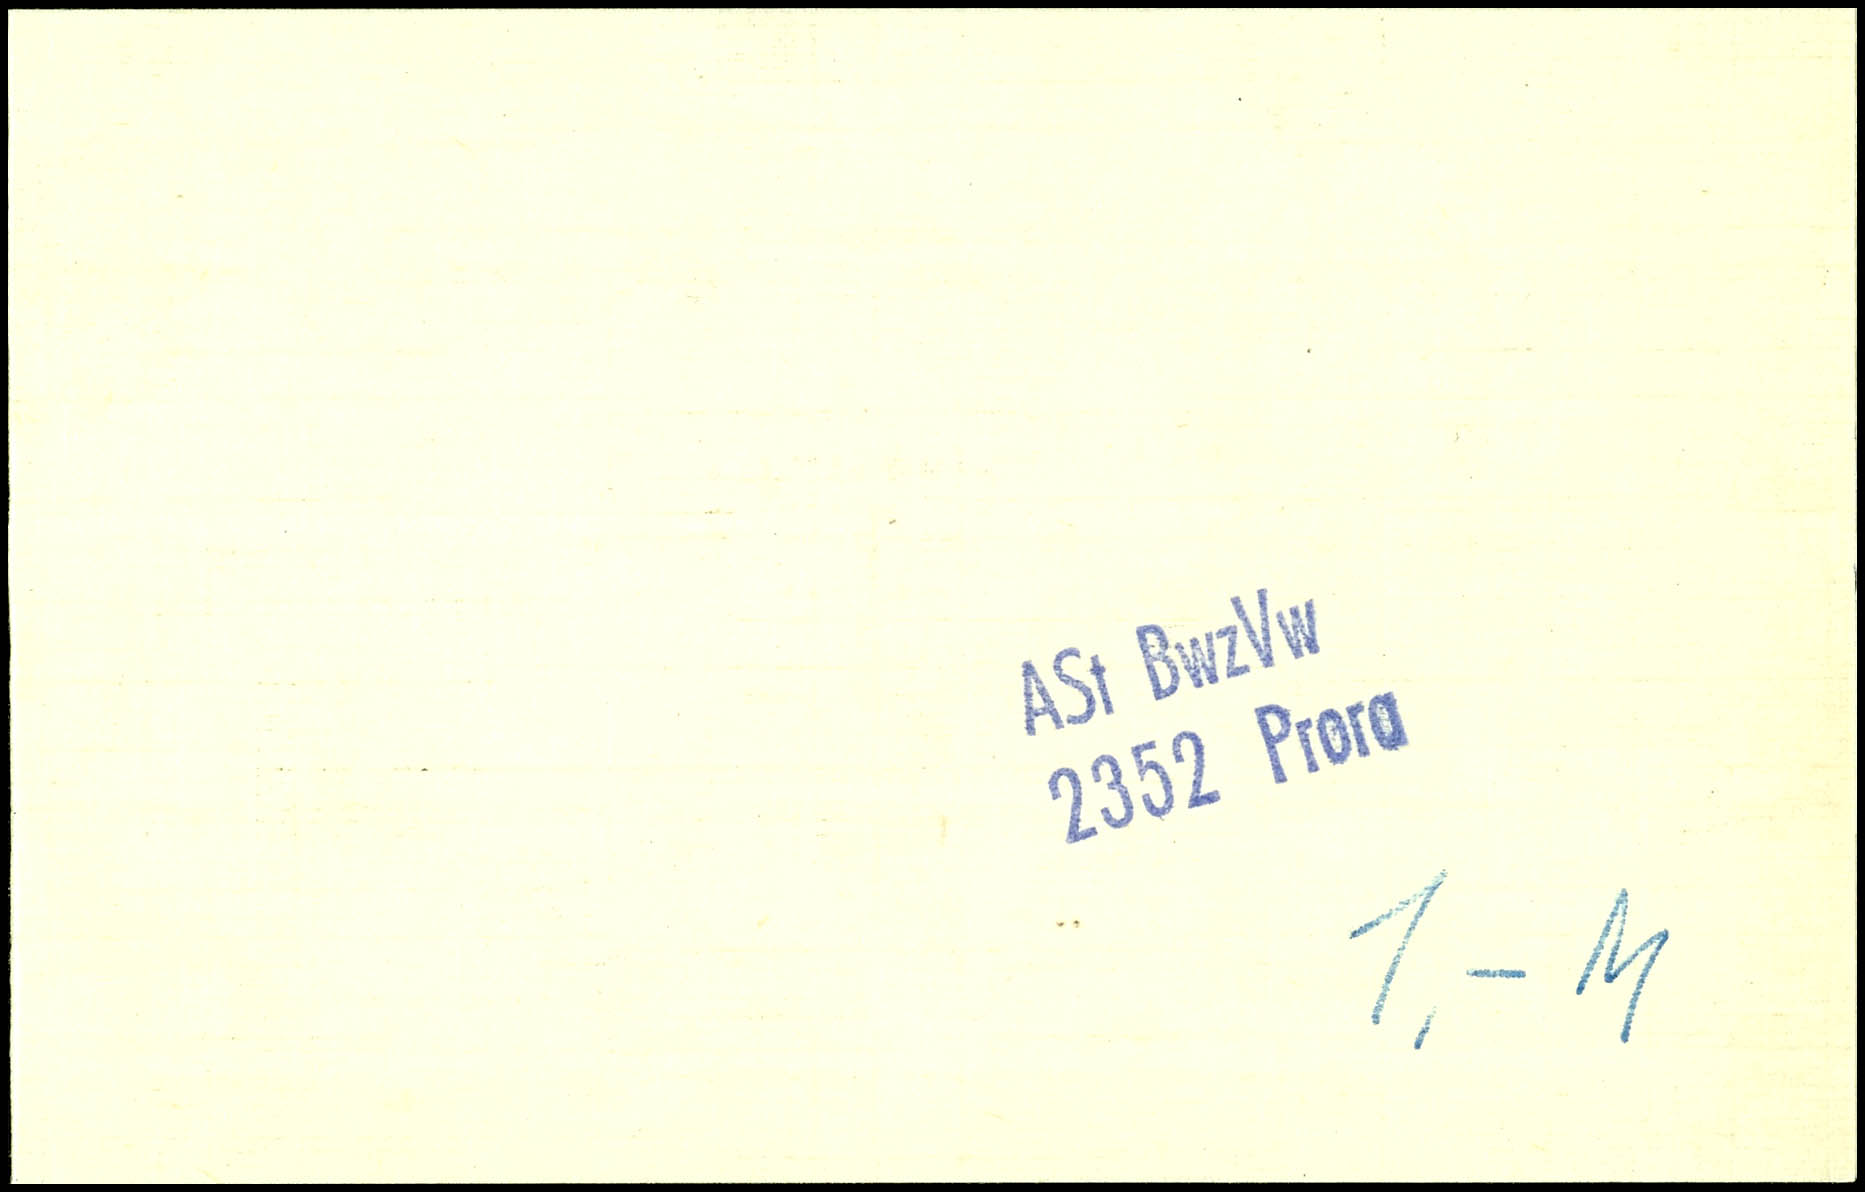 ASt BwzVw
2352 Prora
1,- M